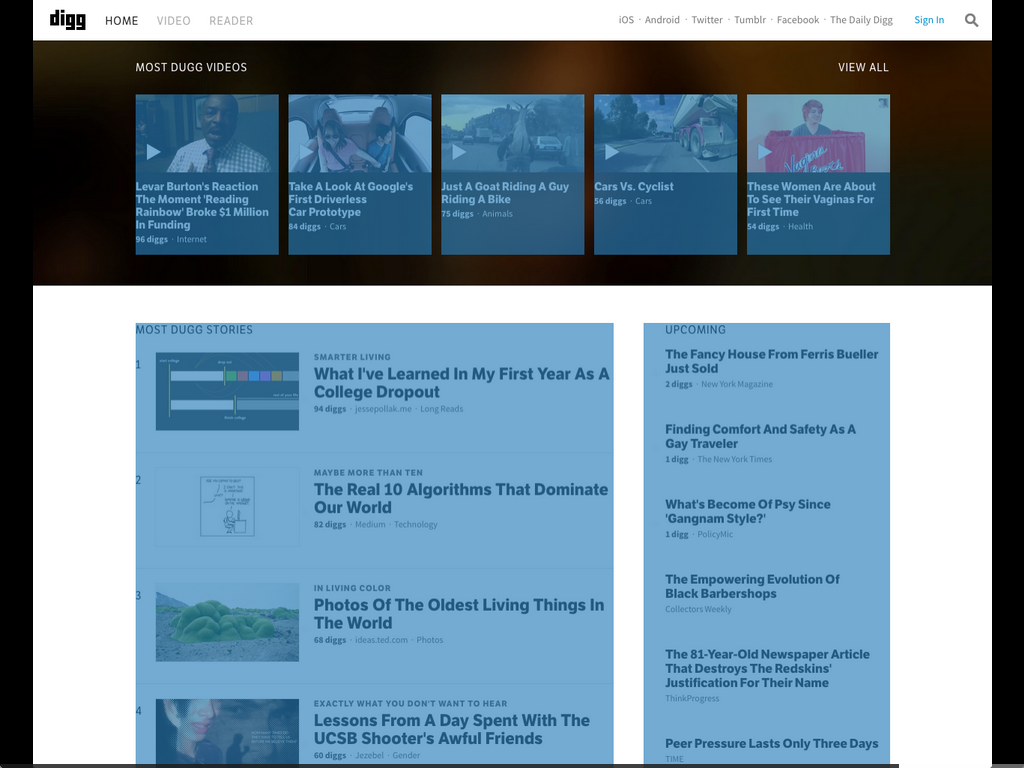 digg HOME VIDEO READER iOS · Android · Twitter · Tumblr · Facebook · The Daily Digg Sign In
MOST DUGG VIDEOS VIEW ALL
Levar Burton's Reaction
The Moment 'Reading
Rainbow' Broke $1 Million
In Funding
96 diggs · Internet
Take A Look At Google's
First Driverless
Car Prototype
84 diggs · Cars
Just A Goat Riding A Guy
Riding A Bike
75 diggs · Animals
Cars Vs. Cyclist
56 diggs · Cars
These Women Are About
To See Their Vaginas For
First Time
54 diggs · Health
MOST DUGG STORIES
1
SMARTER LIVING
What I've Learned In My First Year As A
College Dropout
94 diggs · jessepollak.me · Long Reads
2
MAYBE MORE THAN TEN
The Real 10 Algorithms That Dominate
Our World
82 diggs · Medium · Technology
3
IN LIVING COLOR
Photos Of The Oldest Living Things In
The World
68 diggs · ideas.ted.com · Photos
4
EXACTLY WHAT YOU DON'T WANT TO HEAR
Lessons From A Day Spent With The
UCSB Shooter's Awful Friends
60 diggs · Jezebel · Gender
UPCOMING
The Fancy House From Ferris Bueller
Just Sold
2 diggs · New York Magazine
Finding Comfort And Safety As A
Gay Traveler
1 digg · The New York Times
What's Become Of Psy Since
'Gangnam Style?'
1 digg · PolicyMic
The Empowering Evolution Of
Black Barbershops
Collectors Weekly
The 81-Year-Old Newspaper Article
That Destroys The Redskins'
Justification For Their Name
ThinkProgress
Peer Pressure Lasts Only Three Days
TIME